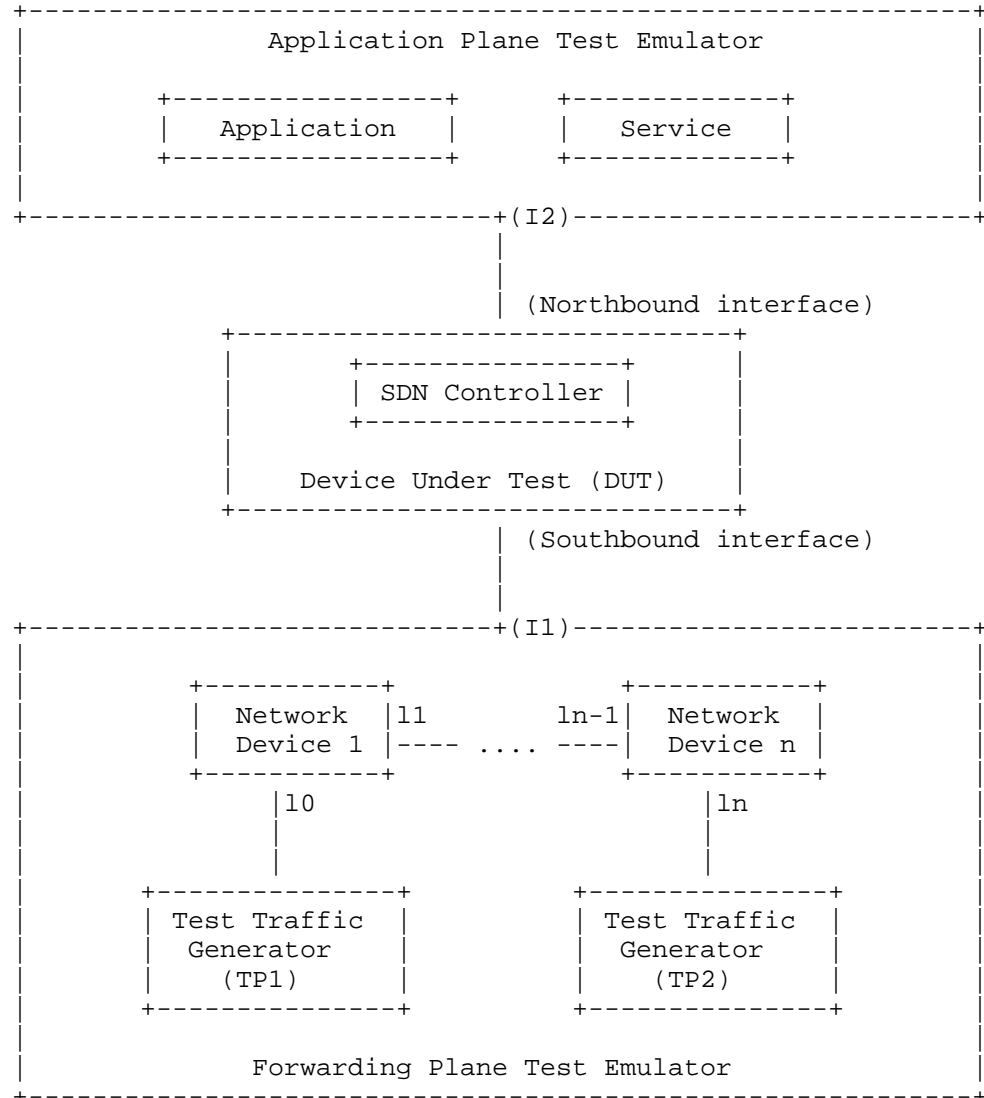 Application Plane Test Emulator
Application
Service
(I2)
(Northbound interface)
SDN Controller
Device Under Test (DUT)
(Southbound interface)
(I1)
Network
Device 1
l1
ln-1
....
Network
Device n
l0
ln
Test Traffic
Generator
(TP1)
Test Traffic
Generator
(TP2)
Forwarding Plane Test Emulator